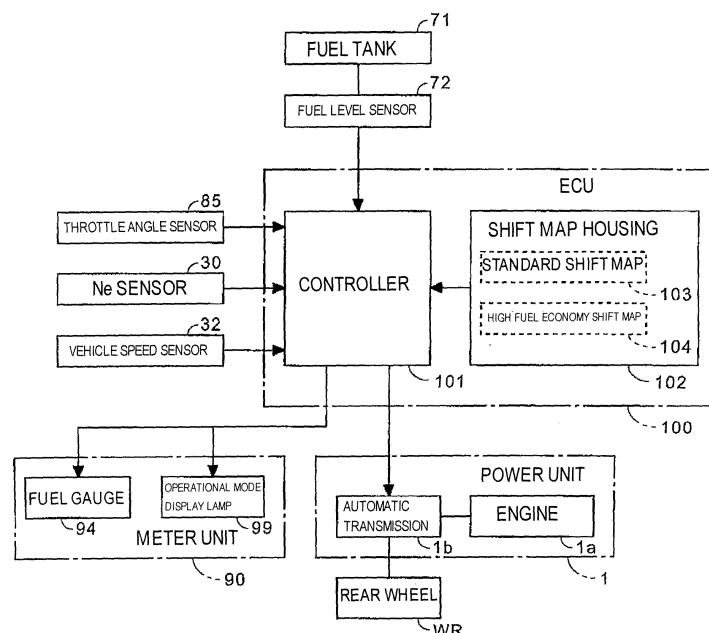 71
FUEL TANK
72
FUEL LEVEL SENSOR
ECU
85
THROTTLE ANGLE SENSOR
30
Ne SENSOR
32
VEHICLE SPEED SENSOR
CONTROLLER
101
SHIFT MAP HOUSING
STANDARD SHIFT MAP
103
HIGH FUEL ECONOMY SHIFT MAP
104
102
100
FUEL GAUGE
94
OPERATIONAL MODE
DISPLAY LAMP
99
METER UNIT
90
POWER UNIT
AUTOMATIC
TRANSMISSION
1b
ENGINE
1a
1
REAR WHEEL
WR